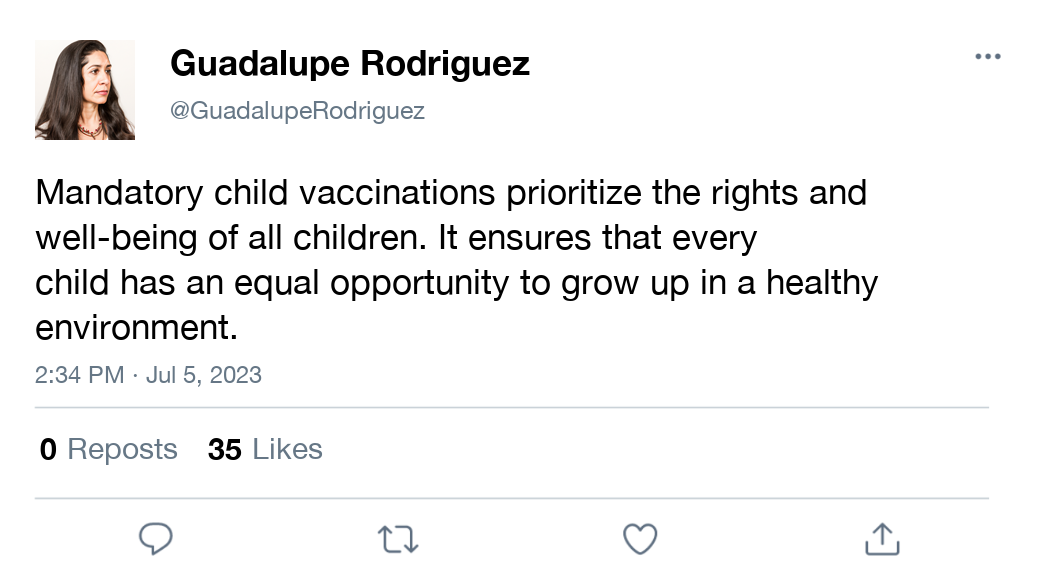 Guadalupe Rodriguez
@GuadalupeRodriguez
Mandatory child vaccinations prioritize the rights and
well-being of all children. It ensures that every
child has an equal opportunity to grow up in a healthy
environment.
2:34 PM · Jul 5, 2023
0 Reposts 35 Likes